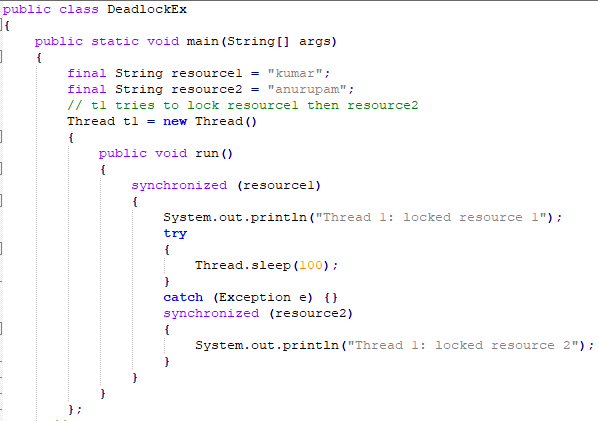 public class DeadlockEx
{
    public static void main(String[] args)
    {
        final String resource1 = "kumar";
        final String resource2 = "anurupam";
        // t1 tries to lock resource1 then resource2
        Thread t1 = new Thread()
        {
            public void run()
            {
                synchronized (resource1)
                {
                    System.out.println("Thread 1: locked resource 1");
                    try
                    {
                        Thread.sleep(100);
                    }
                    catch (Exception e) {}
                    synchronized (resource2)
                    {
                        System.out.println("Thread 1: locked resource 2");
                    }
                }
            }
        };